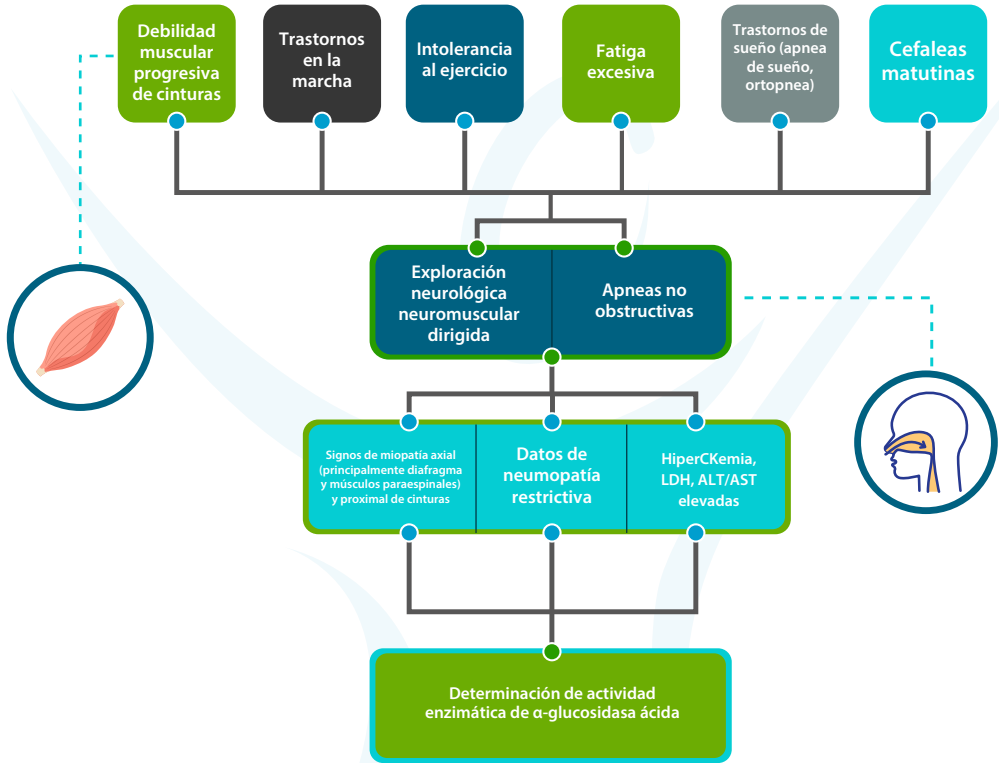 Debilidad
muscular
progresiva
de cinturas
Trastornos
en la
marcha
Intolerancia
al ejercicio
Fatiga
excesiva
Trastornos de
sueño (apnea
de sueño,
ortopnea)
Cefaleas
matutinas
Exploración
neurológica
neuromuscular
dirigida
Apneas no
obstructivas
Signos de miopatía axial
(principalmente diafragma
y músculos paraespinales)
y proximal de cinturas
Datos de
neumopatía
restrictiva
HiperCKemia,
LDH, ALT/AST
elevadas
Determinación de actividad
enzimática de α-glucosidasa ácida